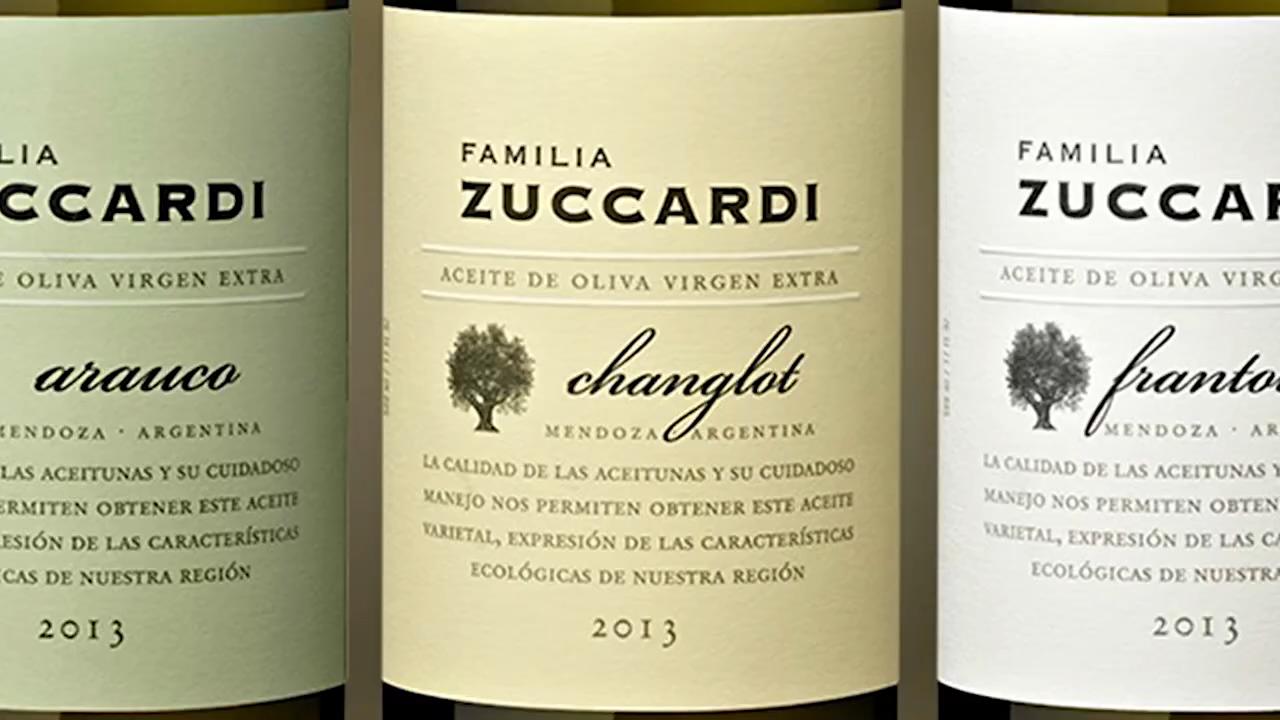 LIA
CCARDI
E OLIVA VIRGEN EXTRA
arauco
MENDOZA · ARGENTINA
LAS ACEITUNAS Y SU CUIDADOSO
ERMITEN OBTENER ESTE ACEITE
ESIÓN DE LAS CARACTERÍSTICAS
ICAS DE NUESTRA REGIÓN
2013
FAMILIA
ZUCCARDI
ACEITE DE OLIVA VIRGEN EXTRA
changlot
MENDOZA · ARGENTINA
LA CALIDAD DE LAS ACEITUNAS Y SU CUIDADOSO
MANEJO NOS PERMITEN OBTENER ESTE ACEITE
VARIETAL, EXPRESIÓN DE LAS CARACTERÍSTICAS
ECOLÓGICAS DE NUESTRA REGIÓN
2013
FAMILIA
ZUCCAR
ACEITE DE OLIVA VIRG
franto
MENDOZA · AR
LA CALIDAD DE LAS ACEITUNAS Y
MANEJO NOS PERMITEN OBTEN
VARIETAL, EXPRESIÓN DE LAS CA
ECOLÓGICAS DE NUESTRA
2013